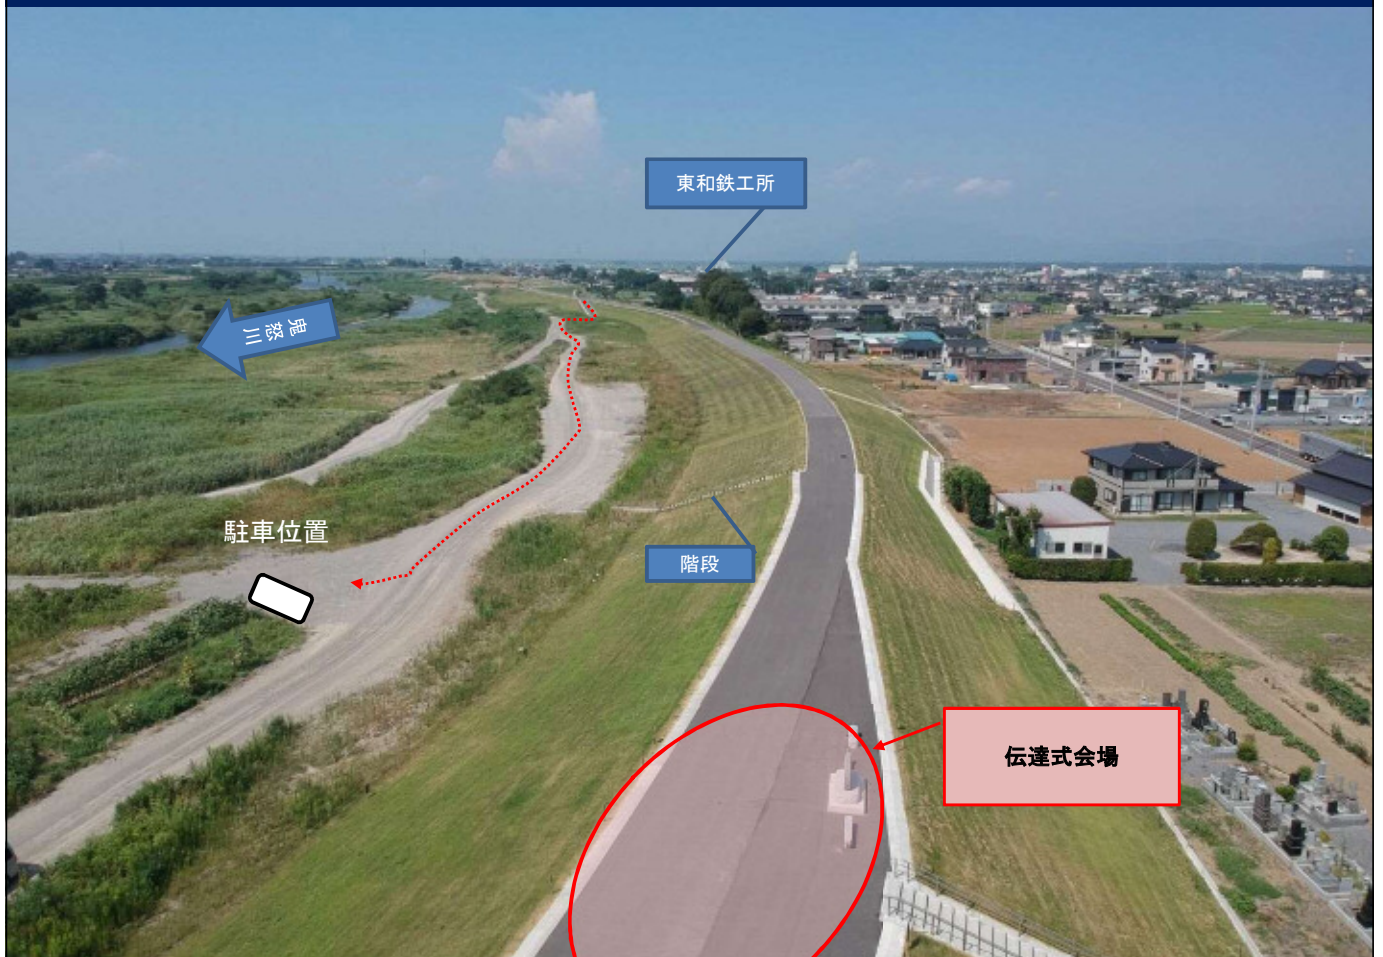 東和鉄工所
鬼怒川
駐車位置
階段
伝達式会場